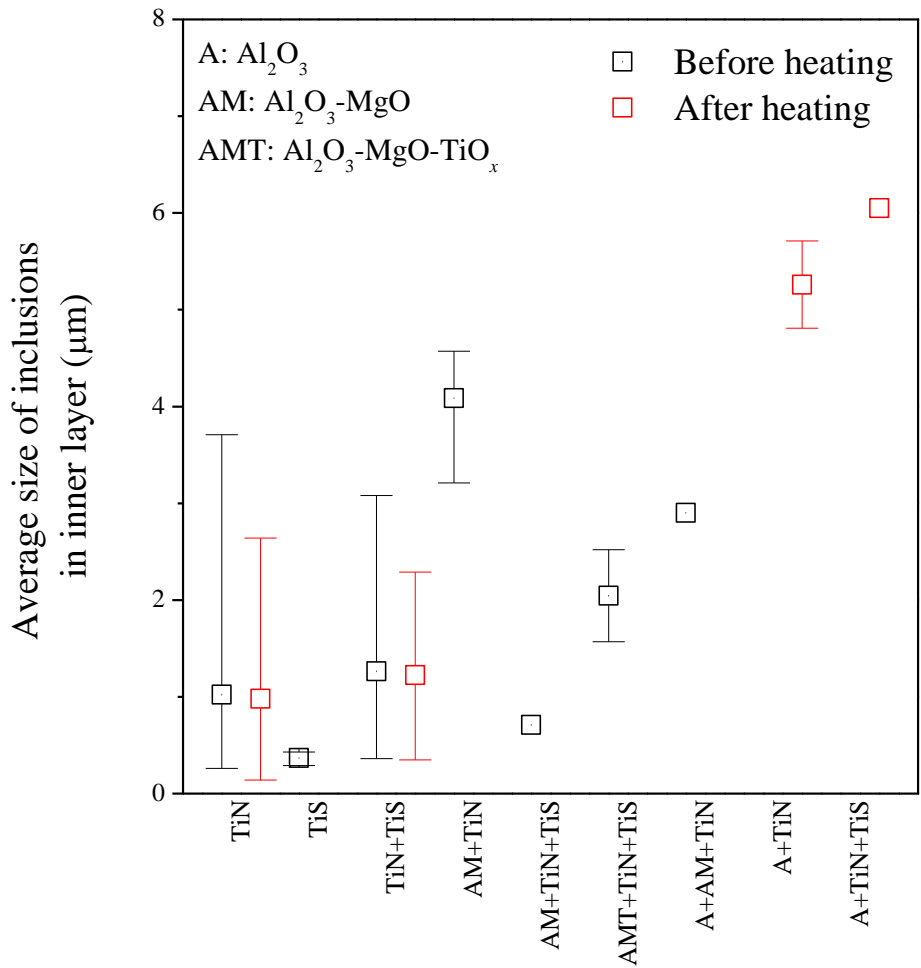 A: Al₂O₃
AM: Al₂O₃-MgO
AMT: Al₂O₃-MgO-TiOₓ
Before heating
After heating
Average size of inclusions
in inner layer (μm)
8
6
4
2
0
TiN
TiS
TiN+TiS
AM+TiN
AM+TiN+TiS
AMT+TiN+TiS
A+AM+TiN
A+TiN
A+TiN+TiS